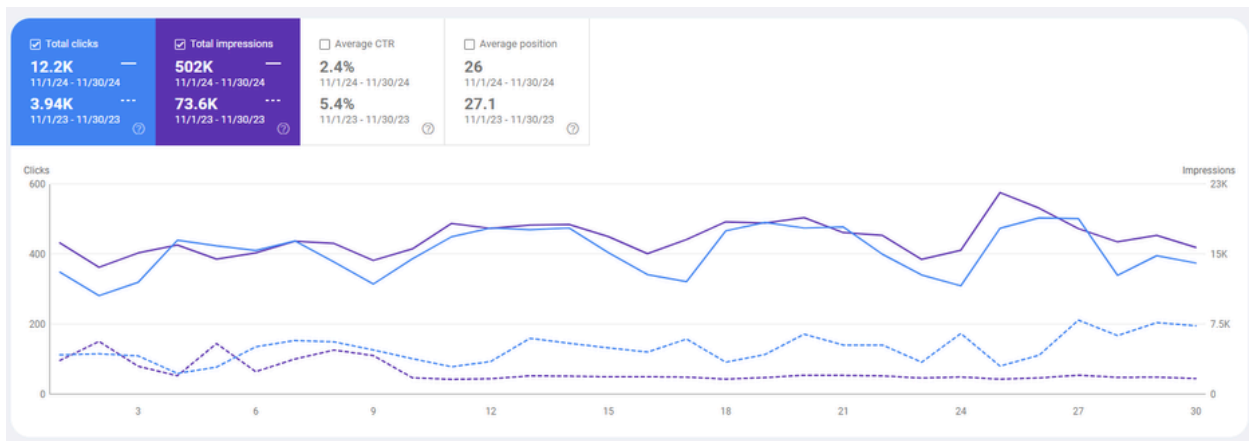 Total clicks
12.2K
11/1/24 - 11/30/24
3.94K
11/1/23 - 11/30/23
Total impressions
502K
11/1/24 - 11/30/24
73.6K
11/1/23 - 11/30/23
Average CTR
2.4%
11/1/24 - 11/30/24
5.4%
11/1/23 - 11/30/23
Average position
26
11/1/24 - 11/30/24
27.1
11/1/23 - 11/30/23
Clicks
Impressions
600
23K
400
15K
200
7.5K
0
0
3 6 9 12 15 18 21 24 27 30